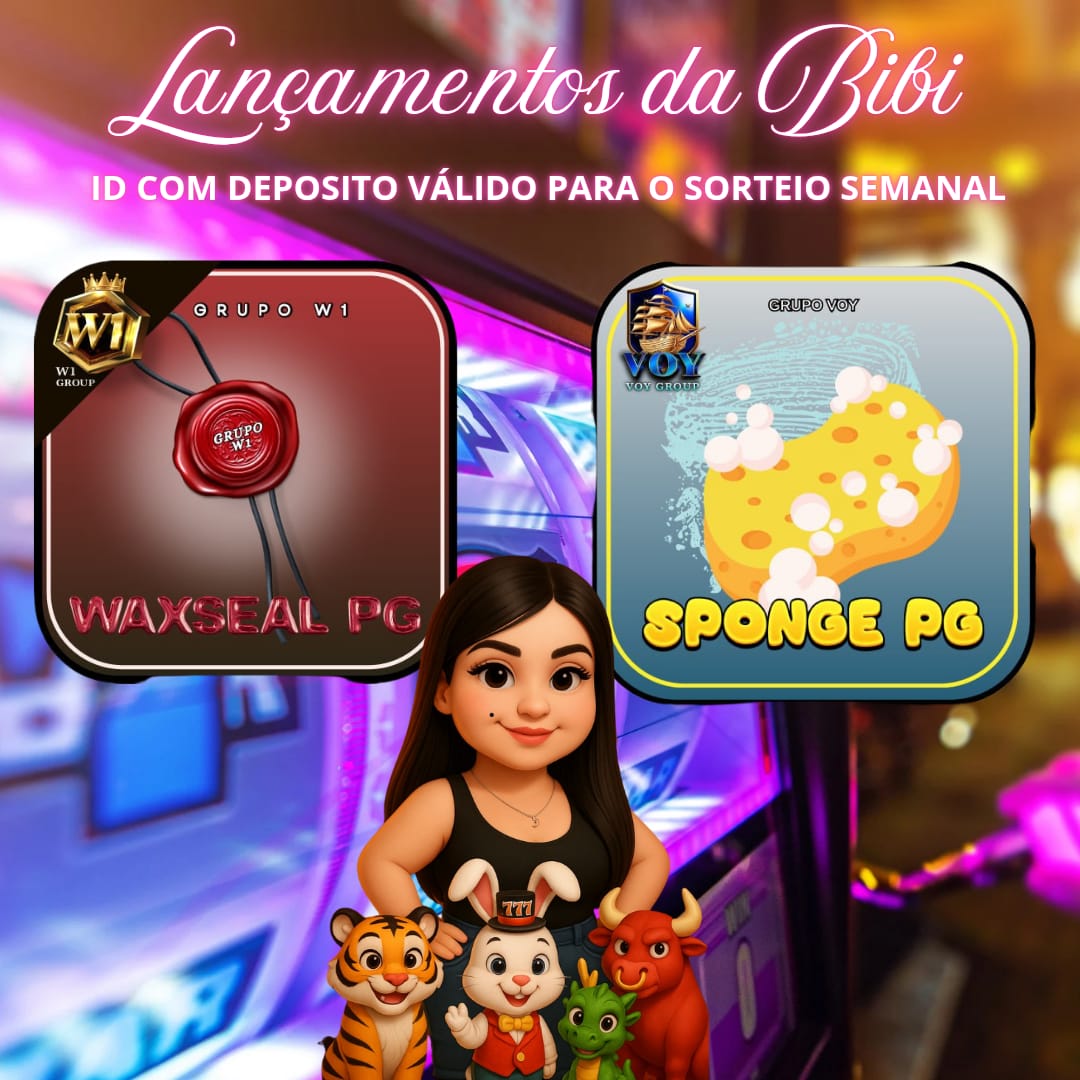 Lançamentos da Bibi
ID COM DEPOSITO VÁLIDO PARA O SORTEIO SEMANAL
W1
W1
GROUP
GRUPO W1
GRUPO
W1
WAXSEAL PG
VOY
VOY GROUP
GRUPO VOY
SPONGE PG
777